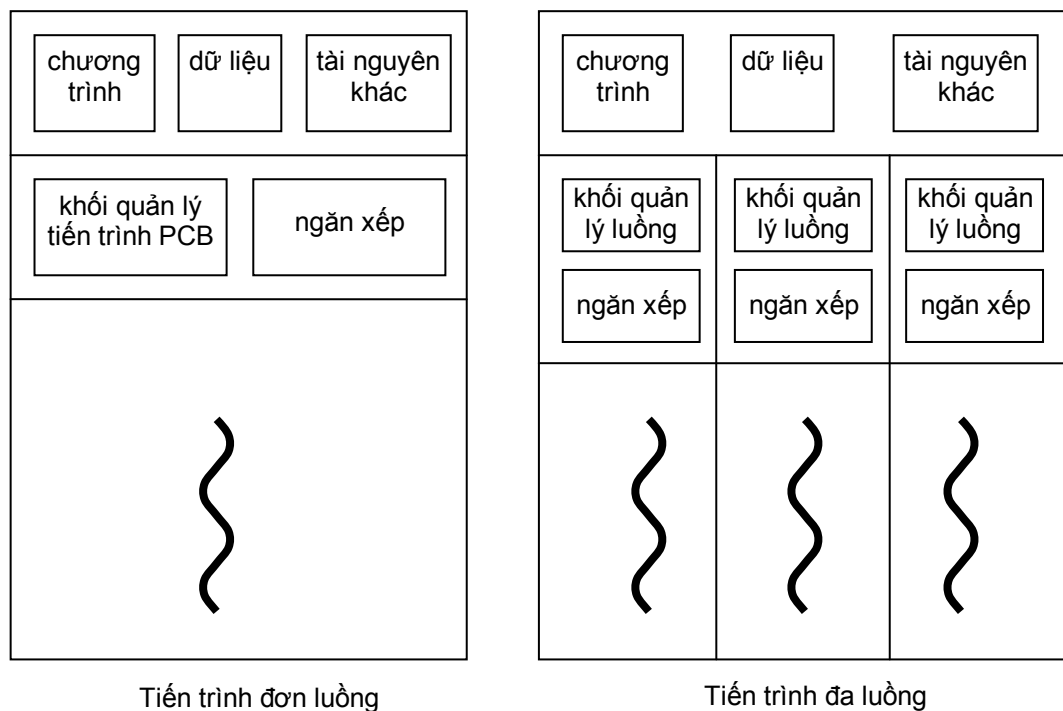 chương
trình
dữ liệu
tài nguyên
khác
khối quản lý
tiến trình PCB
ngăn xếp
Tiến trình đơn luồng
chương
trình
dữ liệu
tài nguyên
khác
khối quản
lý luồng
khối quản
lý luồng
khối quản
lý luồng
ngăn xếp
ngăn xếp
ngăn xếp
Tiến trình đa luồng